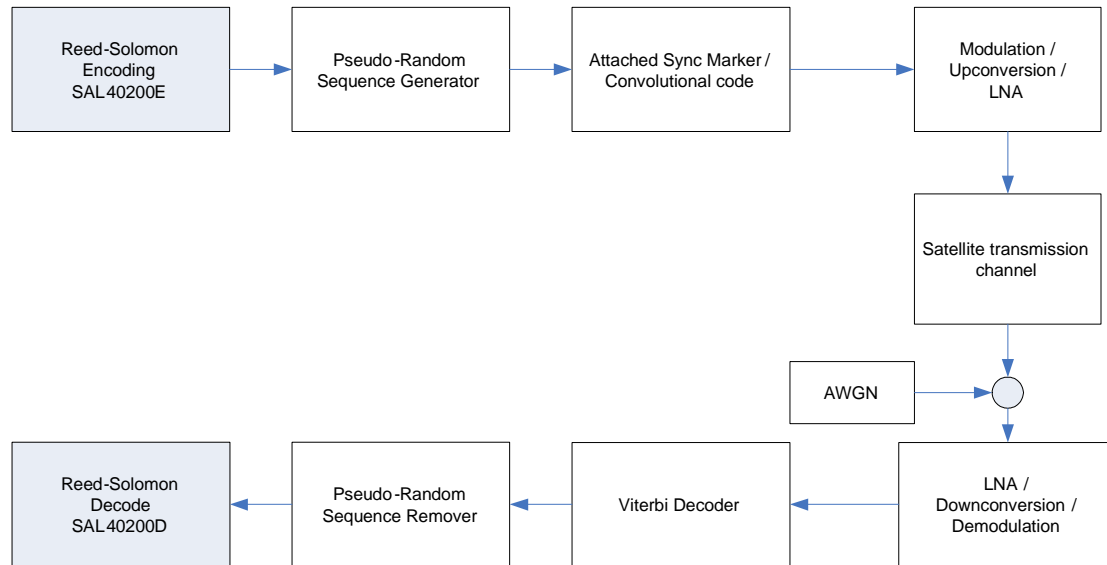 Reed-Solomon
Encoding
SAL40200E
Pseudo-Random
Sequence Generator
Attached Sync Marker /
Convolutional code
Modulation /
Upconversion /
LNA
Satellite transmission
channel
AWGN
LNA /
Downconversion /
Demodulation
Viterbi Decoder
Pseudo-Random
Sequence Remover
Reed-Solomon
Decode
SAL40200D